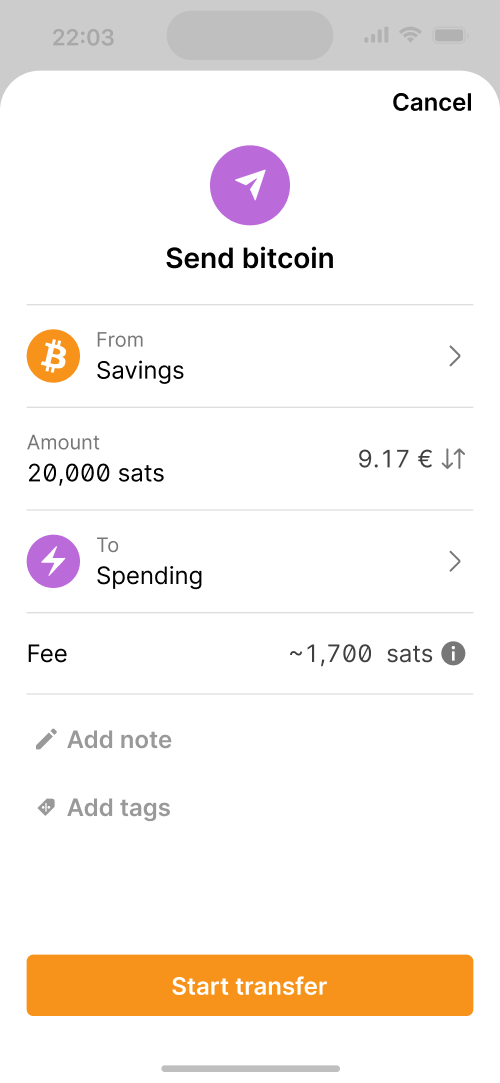 22:03
Cancel
Send bitcoin
From
Savings
Amount
20,000 sats
9.17 €
To
Spending
Fee
~1,700 sats
Add note
Add tags
Start transfer